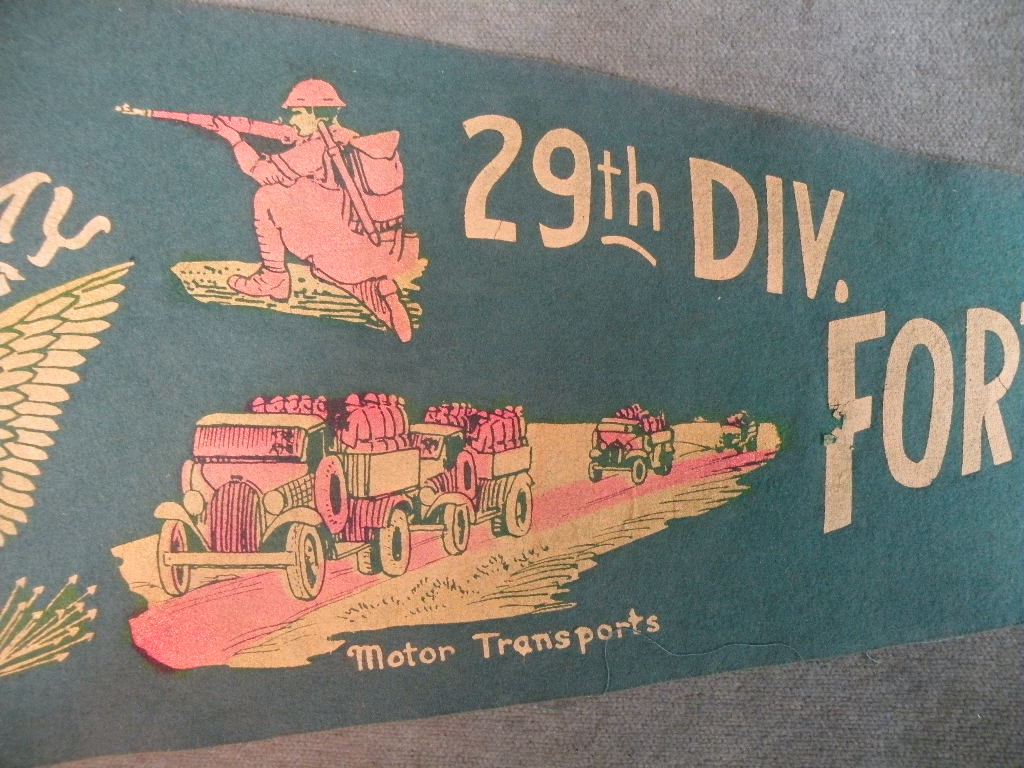 29th DIV.
FOR
Motor Transports